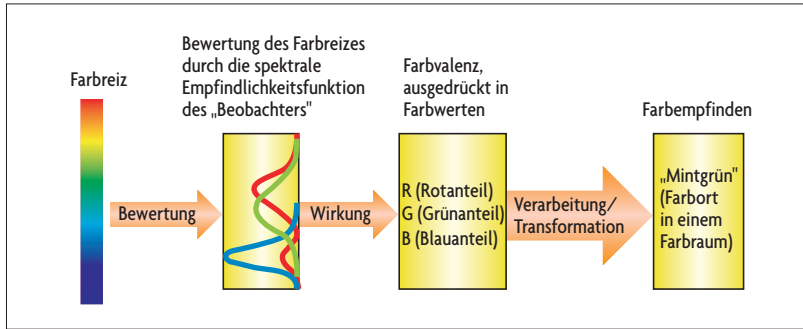 Farbreiz
Bewertung des Farbreizes
durch die spektrale
Empfindlichkeitsfunktion
des „Beobachters"
Farbvalenz,
ausgedrückt in
Farbwerten
Farbempfinden
Bewertung
Wirkung
R (Rotanteil)
G (Grünanteil)
B (Blauanteil)
Verarbeitung/
Transformation
„Mintgrün"
(Farbort
in einem
Farbraum)